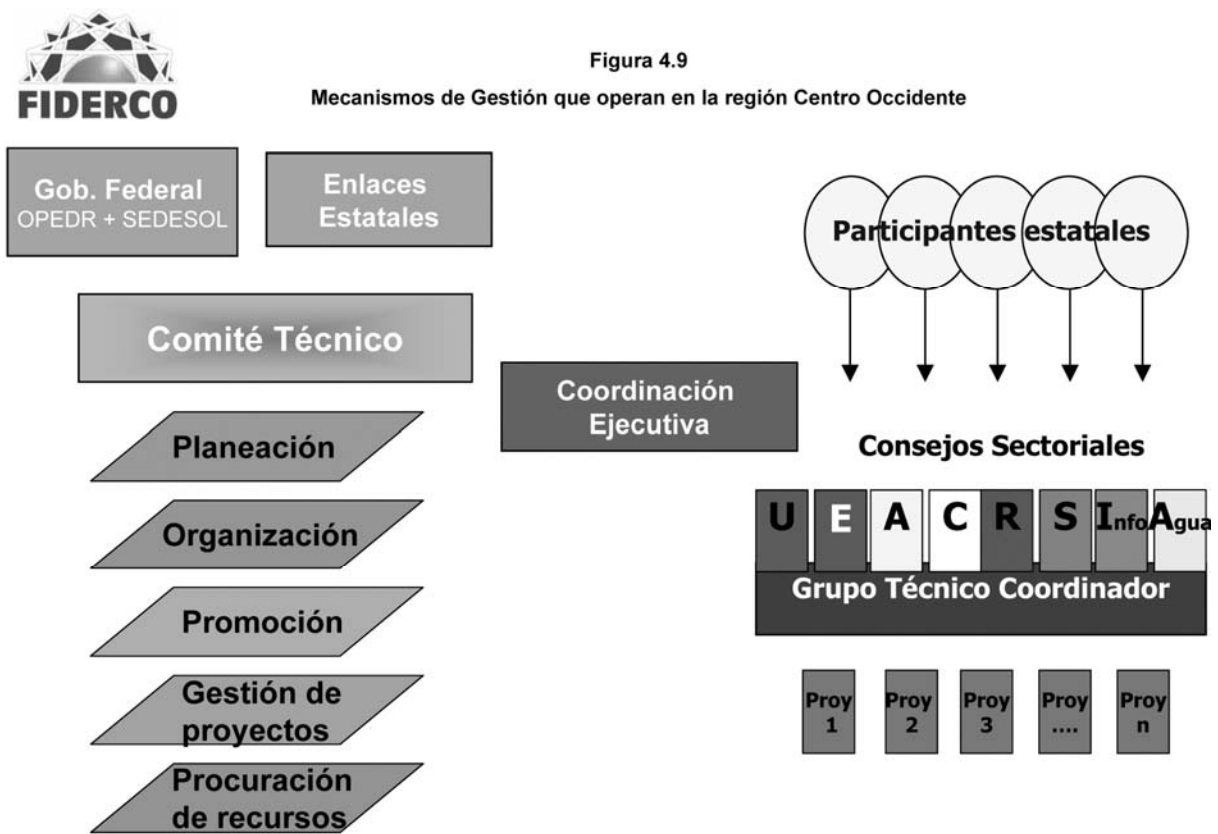 FIDERCO
Figura 4.9
Mecanismos de Gestión que operan en la región Centro Occidente
Gob. Federal
OPEDR + SEDESOL
Enlaces
Estatales
Participantes estatales
Comité Técnico
Coordinación
Ejecutiva
Planeación
Organización
Promoción
Gestión de
proyectos
Procuración
de recursos
Consejos Sectoriales
U E A C R S Info Agua
Grupo Técnico Coordinador
Proy
1
Proy
2
Proy
3
Proy
....
Proy
n